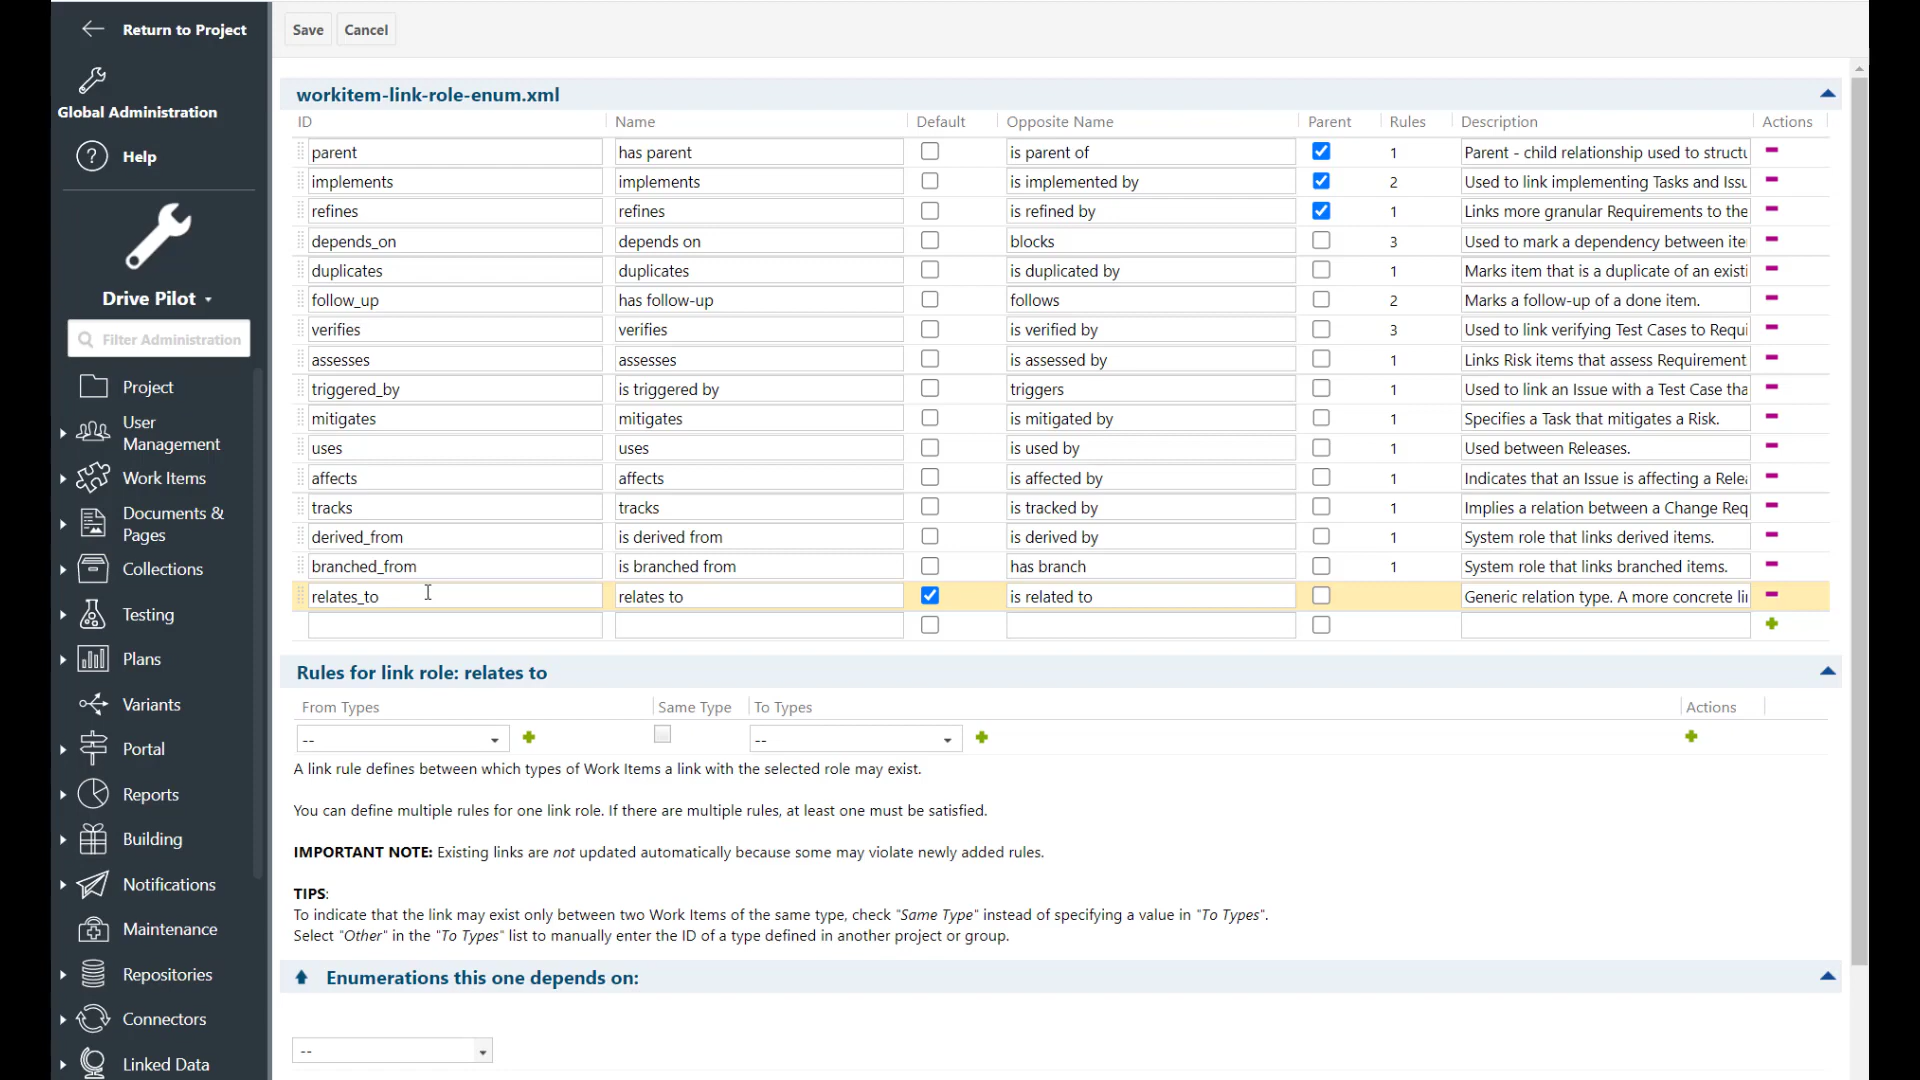 Return to Project
Global Administration
? Help
Drive Pilot
Filter Administration
Project
User
Management
Work Items
Documents &
Pages
Collections
Testing
Plans
Variants
Portal
Reports
Building
Notifications
Maintenance
Repositories
Connectors
Linked Data
Save Cancel
workitem-link-role-enum.xml
ID Name Default Opposite Name Parent Rules Description Actions
parent has parent is parent of 1 Parent - child relationship used to structu
implements implements is implemented by 2 Used to link implementing Tasks and Issu
refines refines is refined by 1 Links more granular Requirements to the
depends_on depends on blocks 3 Used to mark a dependency between ite
duplicates duplicates is duplicated by 1 Marks item that is a duplicate of an existi
follow_up has follow-up follows 2 Marks a follow-up of a done item.
verifies verifies is verified by 3 Used to link verifying Test Cases to Requi
assesses assesses is assessed by 1 Links Risk items that assess Requirement
triggered_by is triggered by triggers 1 Used to link an Issue with a Test Case tha
mitigates mitigates is mitigated by 1 Specifies a Task that mitigates a Risk.
uses uses is used by 1 Used between Releases.
affects affects is affected by 1 Indicates that an Issue is affecting a Rele
tracks tracks is tracked by 1 Implies a relation between a Change Req
derived_from is derived from is derived by 1 System role that links derived items.
branched_from is branched from has branch 1 System role that links branched items.
relates_to relates to is related to Generic relation type. A more concrete li
Rules for link role: relates to
From Types Same Type To Types Actions
-- --
A link rule defines between which types of Work Items a link with the selected role may exist.
You can define multiple rules for one link role. If there are multiple rules, at least one must be satisfied.
IMPORTANT NOTE: Existing links are not updated automatically because some may violate newly added rules.
TIPS:
To indicate that the link may exist only between two Work Items of the same type, check "Same Type" instead of specifying a value in "To Types".
Select "Other" in the "To Types" list to manually enter the ID of a type defined in another project or group.
Enumerations this one depends on:
--